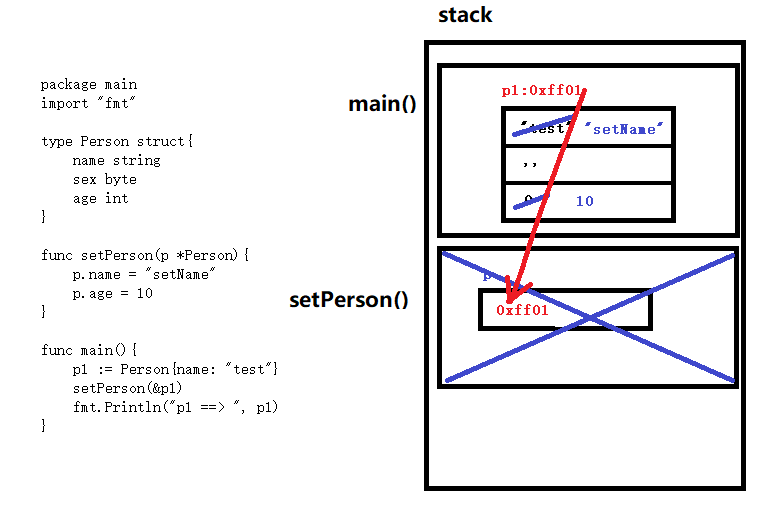 stack
package main
import "fmt"
type Person struct{
name string
sex byte
age int
}
func setPerson(p *Person){
p.name = "setName"
p.age = 10
}
func main(){
p1 := Person{name: "test"}
setPerson(&p1)
fmt.Println("p1 ==> ", p1)
}
main()
p1:0xff01
"test" "setName"
''
0 10
setPerson()
p
0xff01